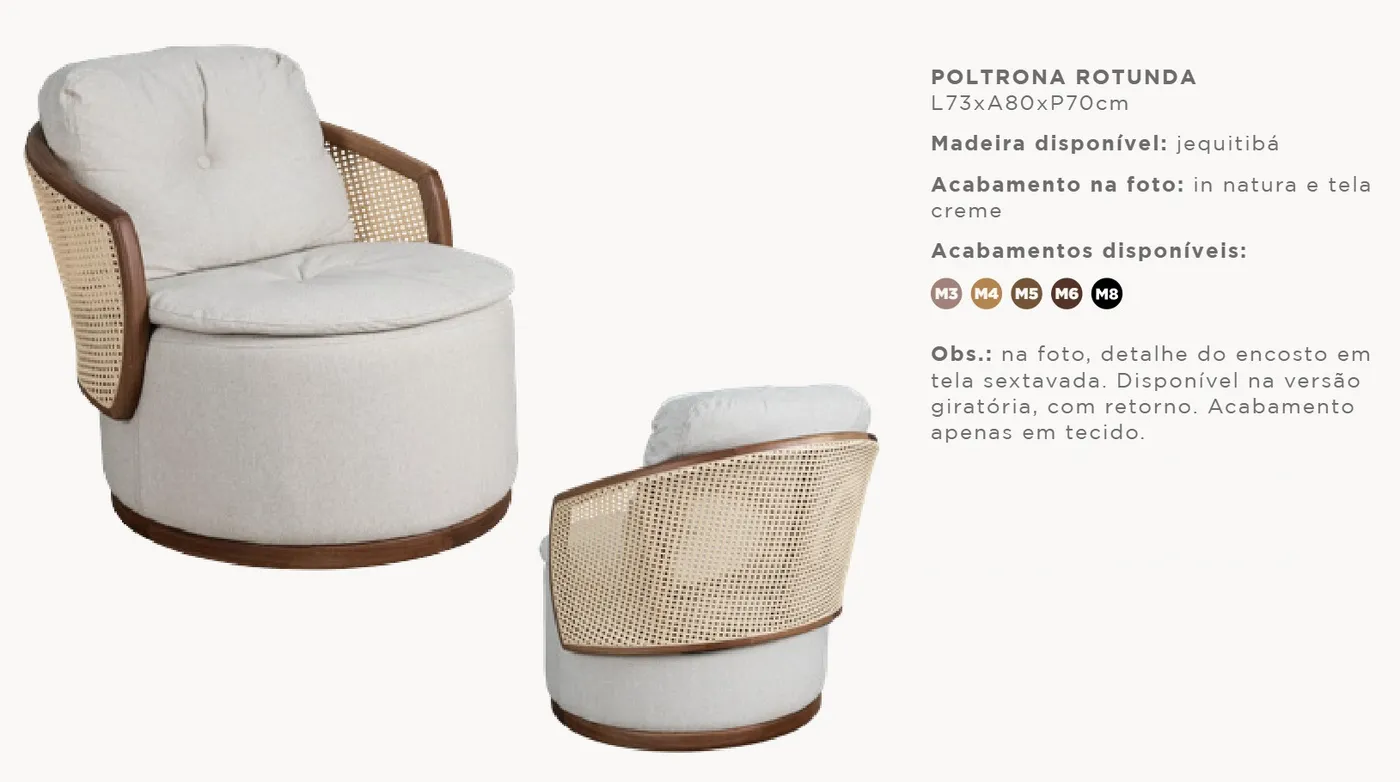 POLTRONA ROTUNDA
L73xA80xP70cm
Madeira disponível: jequitibá
Acabamento na foto: in natura e tela
creme
Acabamentos disponíveis:
M3 M4 M5 M6 M8
Obs.: na foto, detalhe do encosto em
tela sextavada. Disponível na versão
giratória, com retorno. Acabamento
apenas em tecido.